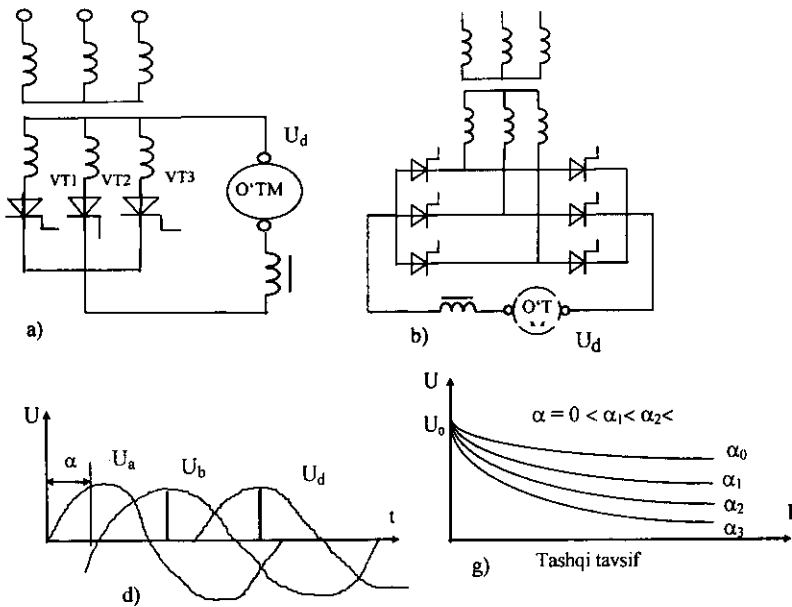 U_d
VT1 VT2 VT3
O‘TM
a)
O‘T
b)
U_d
U
α
U_a U_b U_d
t
d)
U
U_0
α = 0 < α_1 < α_2 <
α_0
α_1
α_2
α_3
I
g)
Tashqi tavsif